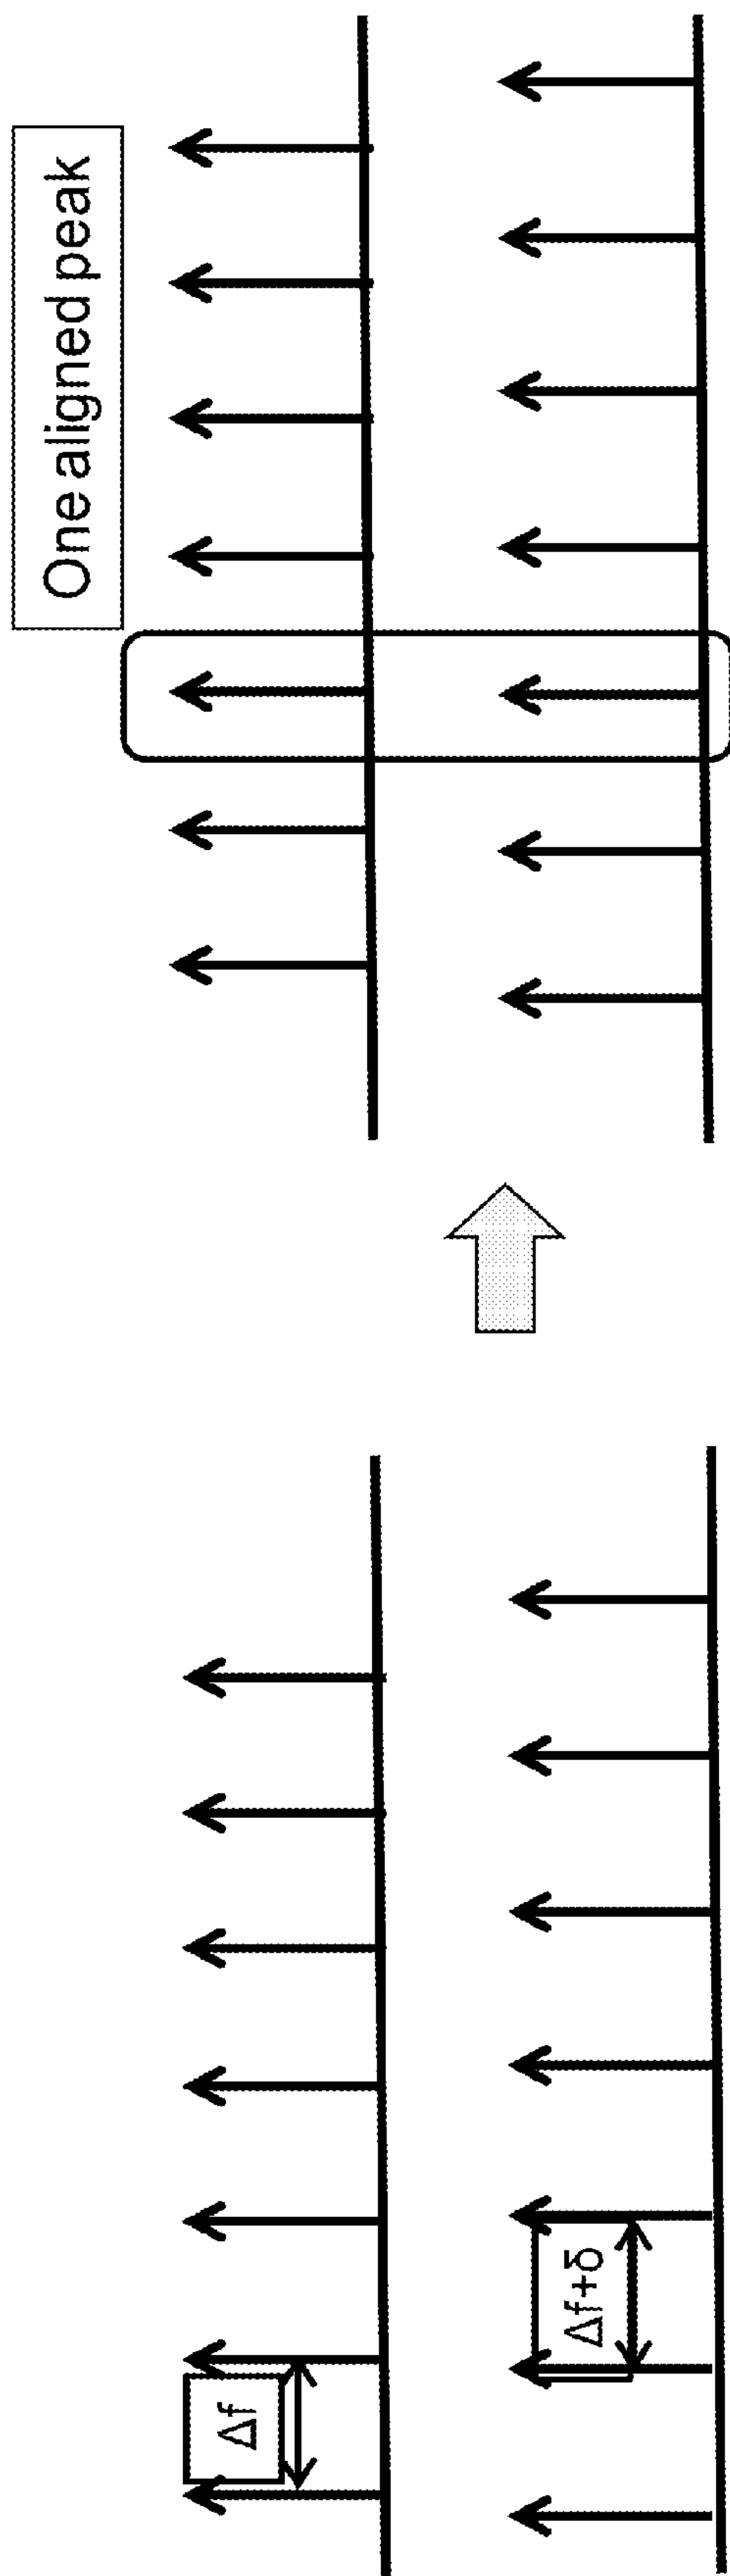 Δf
Δf+δ
One aligned peak